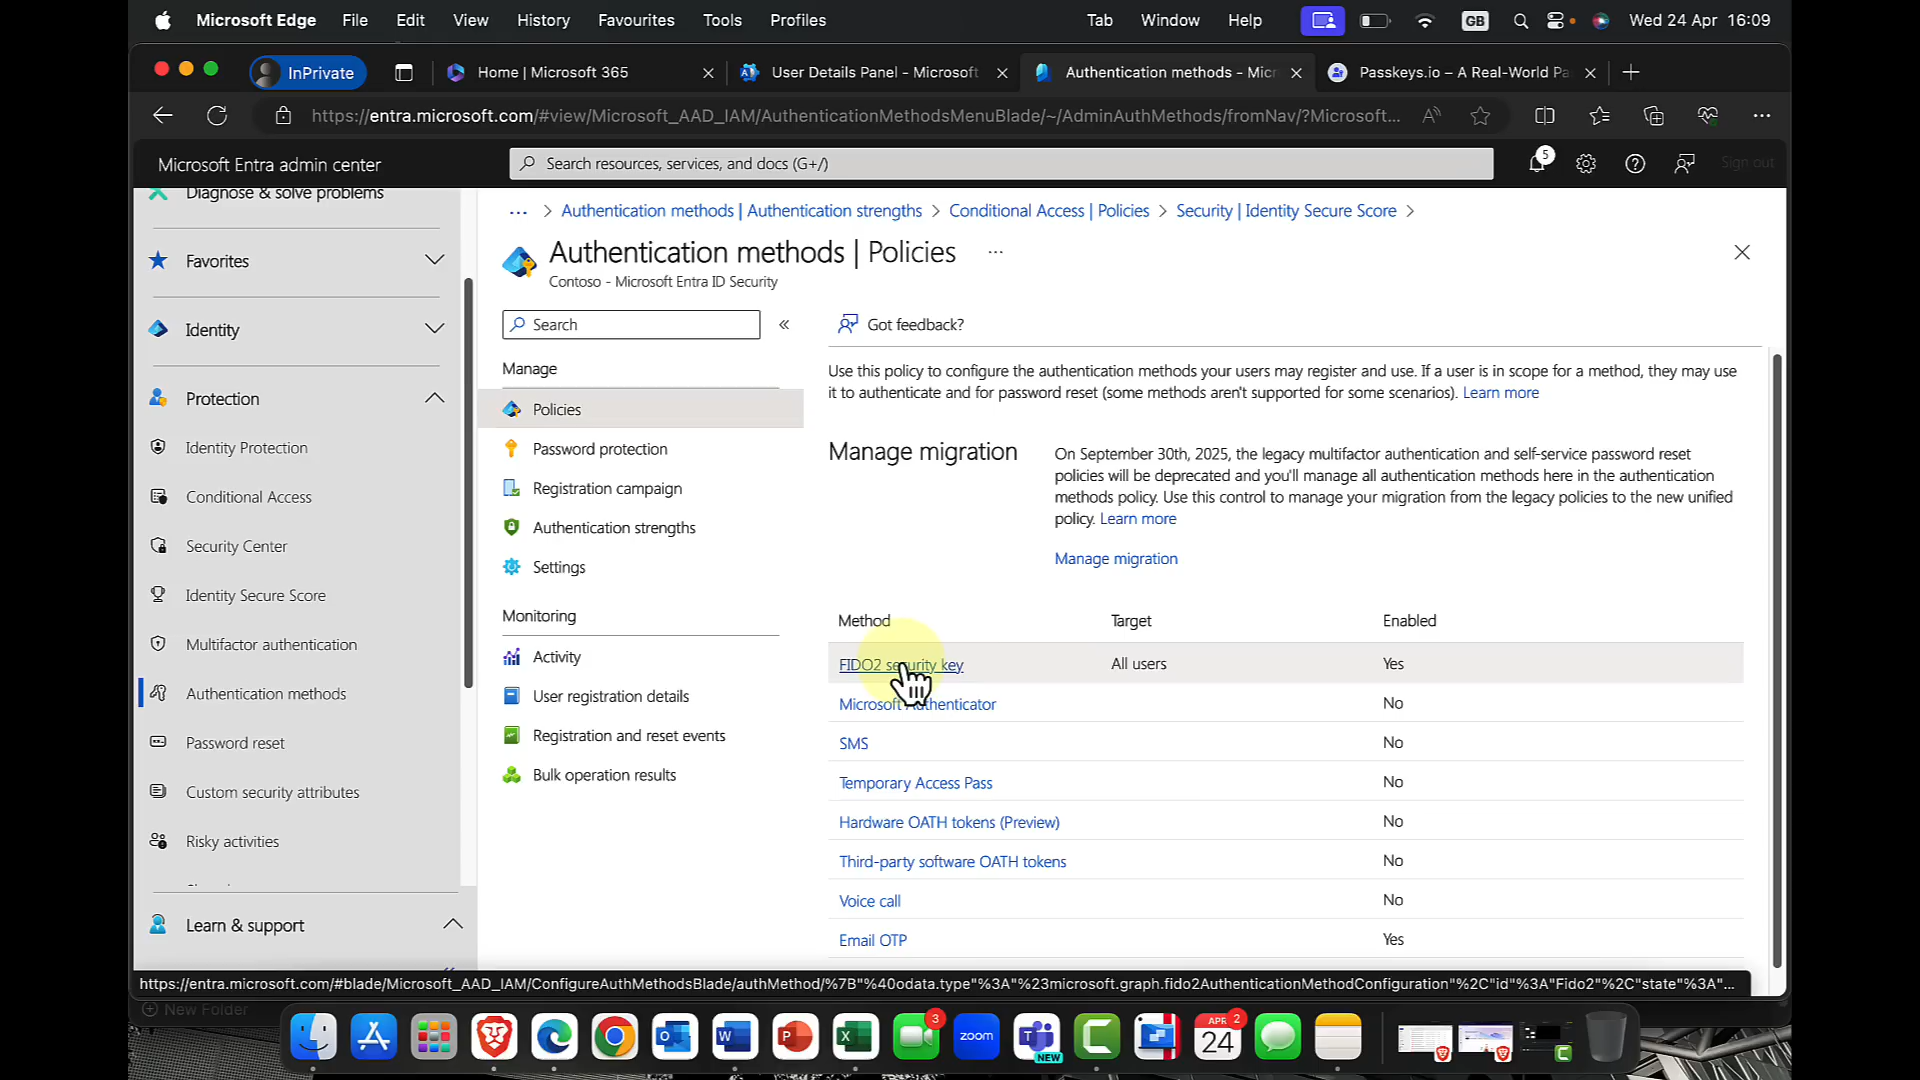 Microsoft Edge File Edit View History Favourites Tools Profiles Tab Window Help GB Wed 24 Apr 16:09
InPrivate Home | Microsoft 365 User Details Panel - Microsoft Authentication methods - Micr Passkeys.io – A Real-World Pa
https://entra.microsoft.com/#view/Microsoft_AAD_IAM/AuthenticationMethodsMenuBlade/~/AdminAuthMethods/fromNav/?Microsoft...
Microsoft Entra admin center
Search resources, services, and docs (G+/)
5
Sign out
Diagnose & solve problems
Favorites
Identity
Protection
Identity Protection
Conditional Access
Security Center
Identity Secure Score
Multifactor authentication
Authentication methods
Password reset
Custom security attributes
Risky activities
Learn & support
... > Authentication methods | Authentication strengths > Conditional Access | Policies > Security | Identity Secure Score >
Authentication methods | Policies ...
Contoso - Microsoft Entra ID Security
Search
Manage
Policies
Password protection
Registration campaign
Authentication strengths
Settings
Monitoring
Activity
User registration details
Registration and reset events
Bulk operation results
Got feedback?
Use this policy to configure the authentication methods your users may register and use. If a user is in scope for a method, they may use
it to authenticate and for password reset (some methods aren't supported for some scenarios). Learn more
Manage migration
On September 30th, 2025, the legacy multifactor authentication and self-service password reset
policies will be deprecated and you'll manage all authentication methods here in the authentication
methods policy. Use this control to manage your migration from the legacy policies to the new unified
policy. Learn more
Manage migration
Method Target Enabled
FIDO2 security key All users Yes
Microsoft Authenticator No
SMS No
Temporary Access Pass No
Hardware OATH tokens (Preview) No
Third-party software OATH tokens No
Voice call No
Email OTP Yes
https://entra.microsoft.com/#blade/Microsoft_AAD_IAM/ConfigureAuthMethodsBlade/authMethod/%7B"%40odata.type"%3A"%23microsoft.graph.fido2AuthenticationMethodConfiguration"%2C"id"%3A"Fido2"%2C"state"%3A"...
New Folder
3
zoom
NEW
APR 2
24